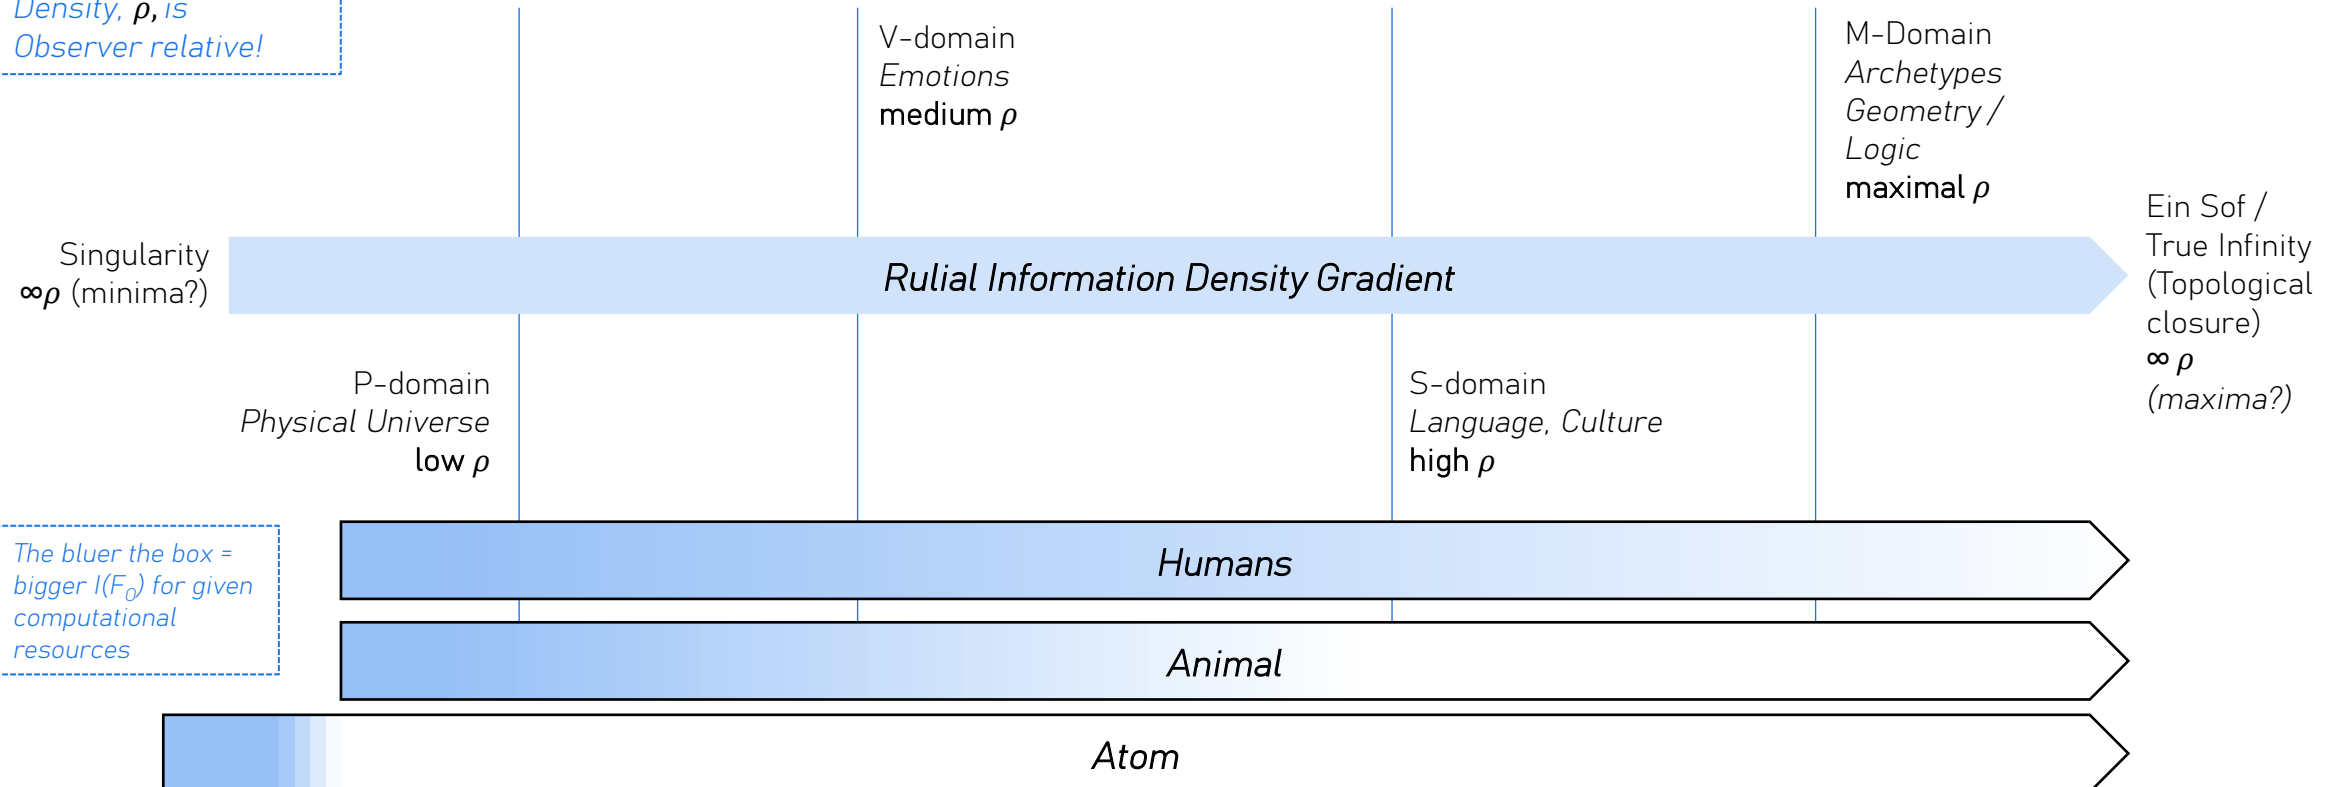 Density, ρ, is
Observer relative!
V-domain
Emotions
medium ρ
M-Domain
Archetypes
Geometry /
Logic
maximal ρ
Singularity
∞ρ (minima?)
Rulial Information Density Gradient
Ein Sof /
True Infinity
(Topological
closure)
∞ ρ
(maxima?)
P-domain
Physical Universe
low ρ
S-domain
Language, Culture
high ρ
The bluer the box =
bigger I(F₀) for given
computational
resources
Humans
Animal
Atom